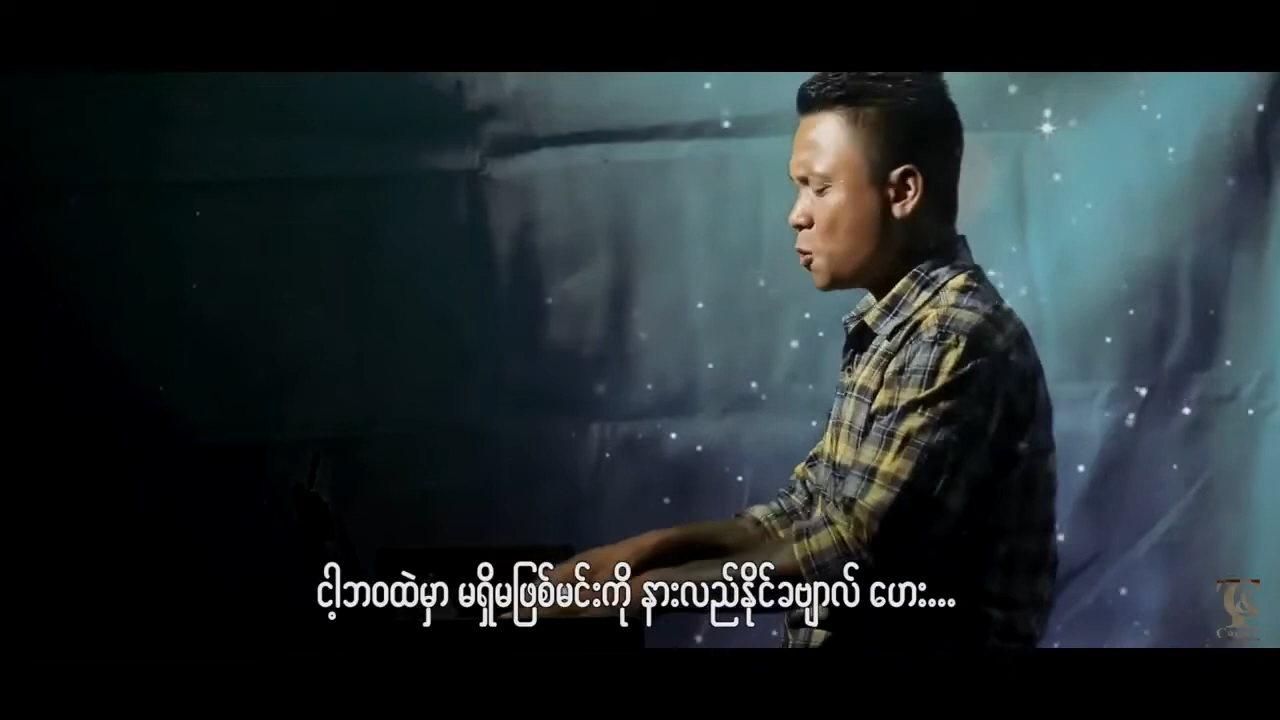 ငါ့ဘဝထဲမှာ မရှိမဖြစ်မင်းကို နားလည်နိုင်ခဗျာလ် ဟေး...